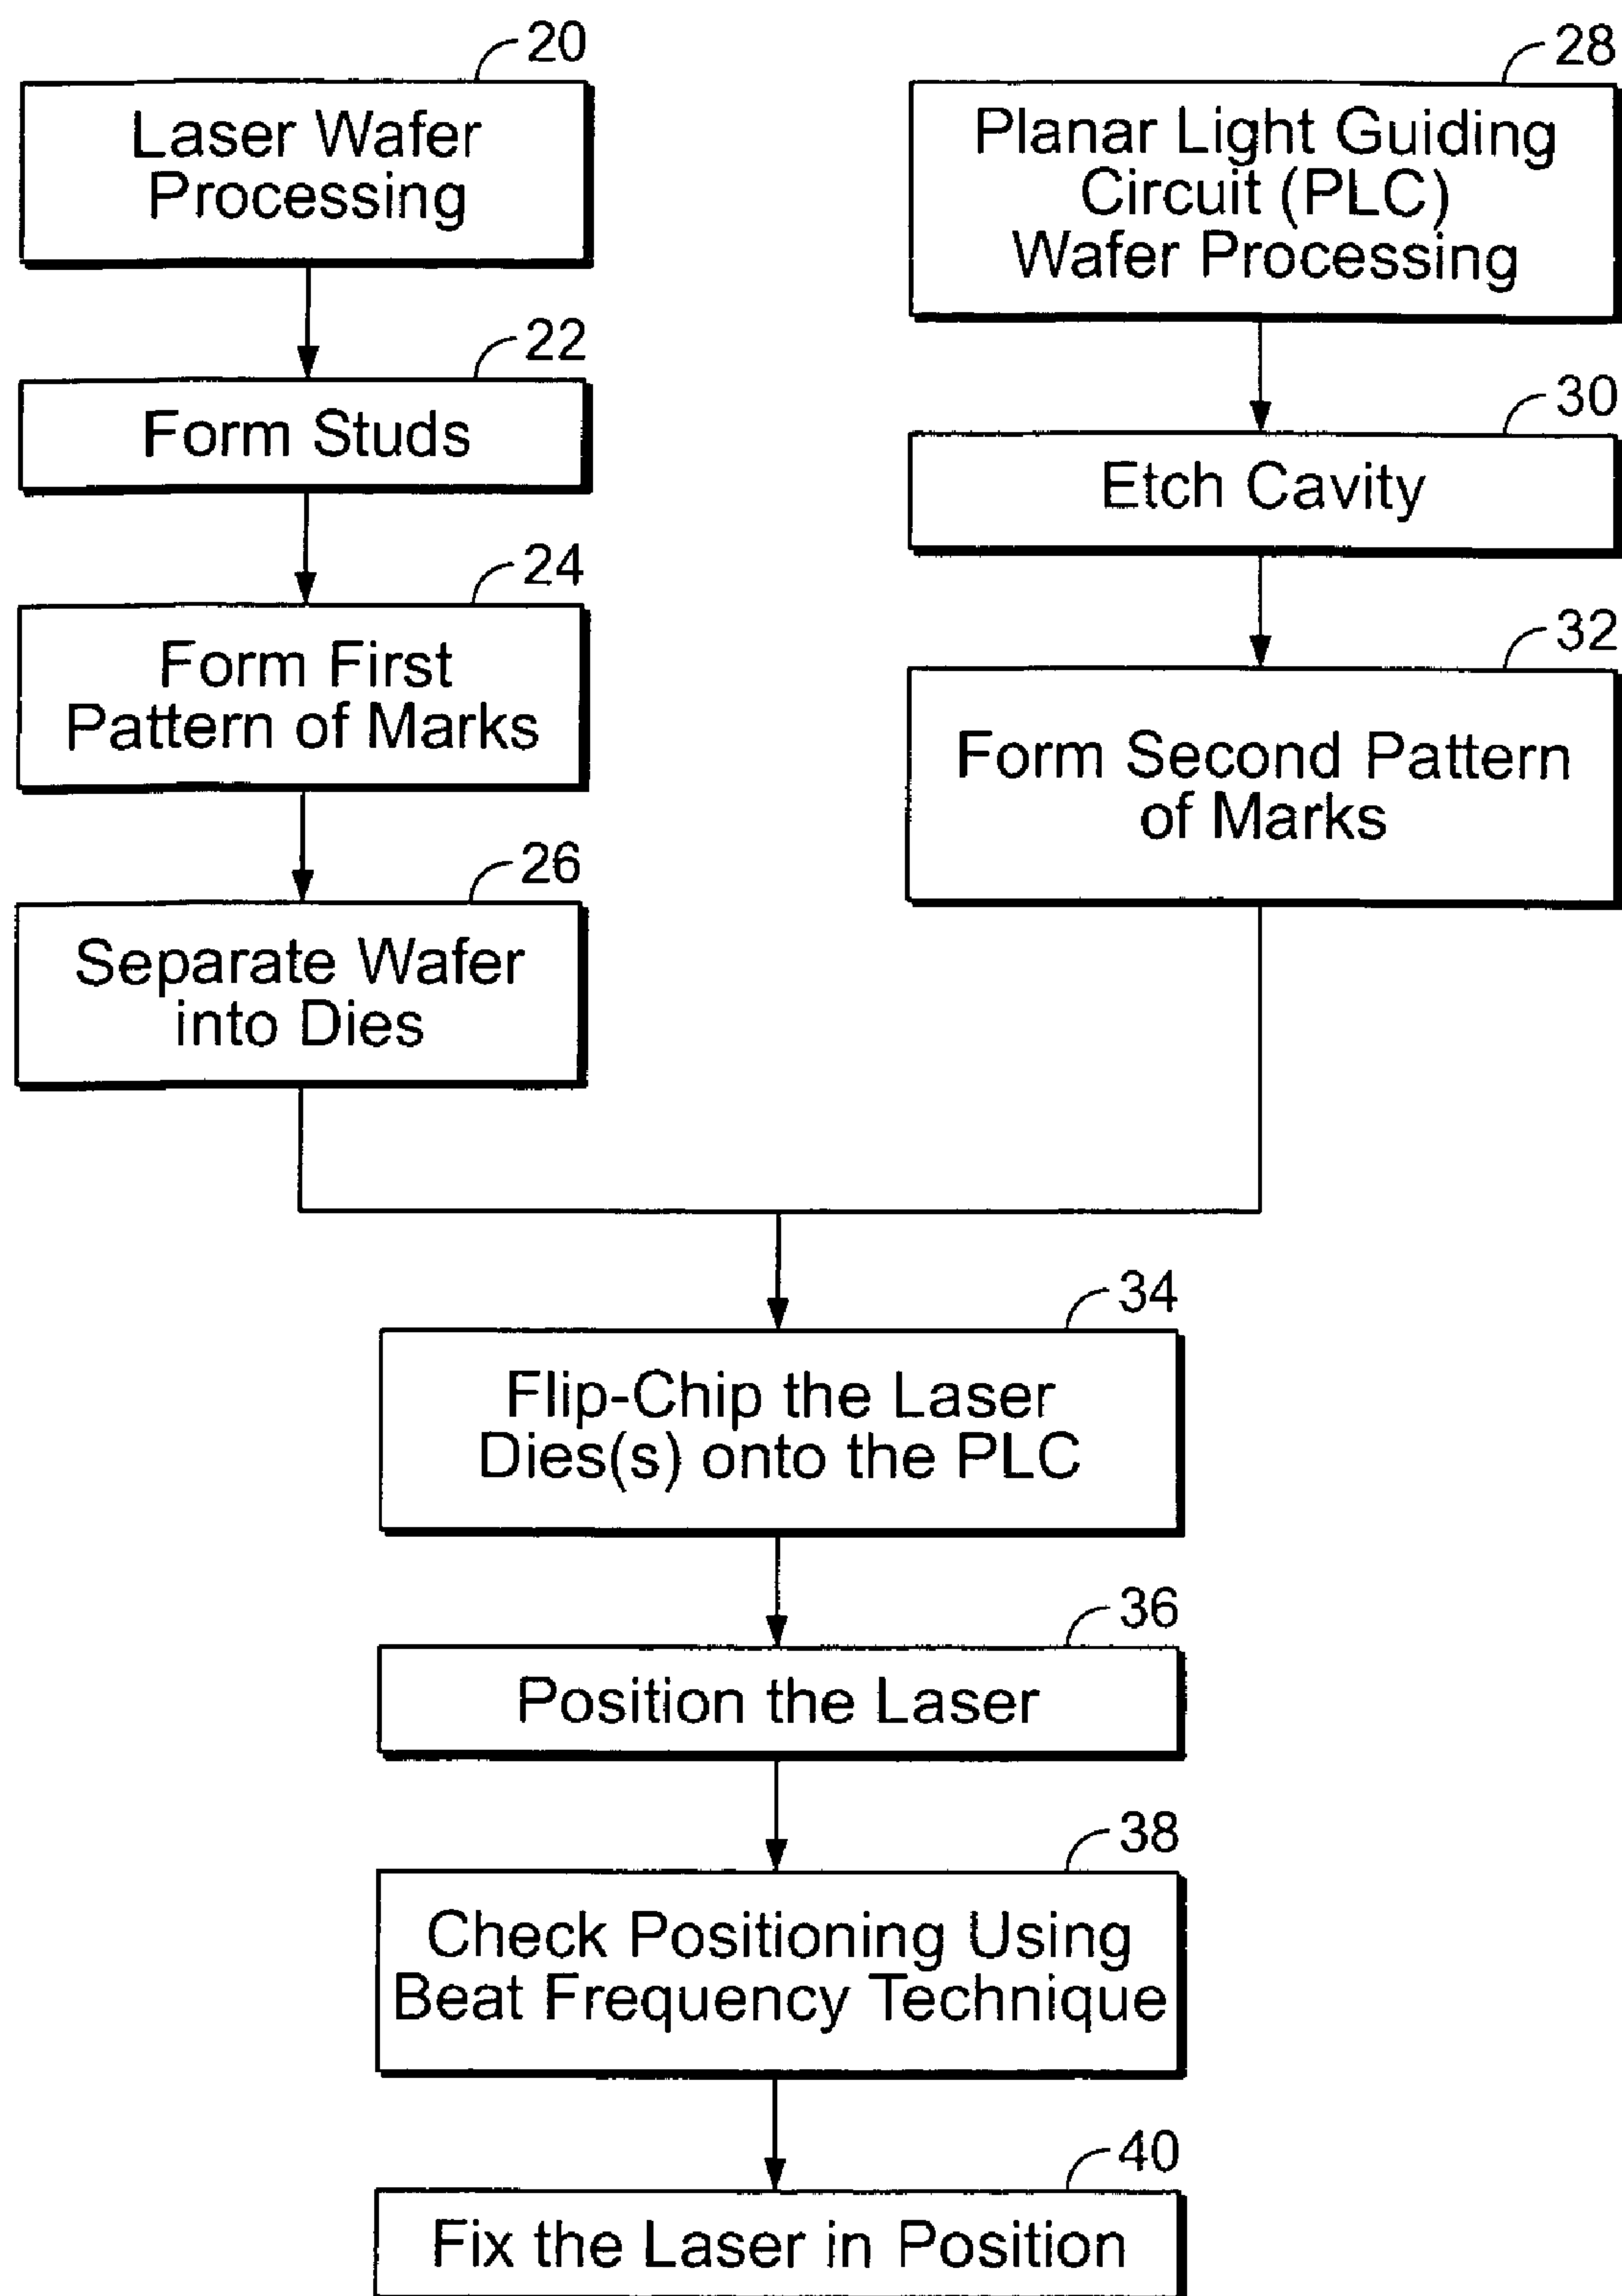 20
Laser Wafer
Processing
22
Form Studs
24
Form First
Pattern of Marks
26
Separate Wafer
into Dies
28
Planar Light Guiding
Circuit (PLC)
Wafer Processing
30
Etch Cavity
32
Form Second Pattern
of Marks
34
Flip-Chip the Laser
Dies(s) onto the PLC
36
Position the Laser
38
Check Positioning Using
Beat Frequency Technique
40
Fix the Laser in Position